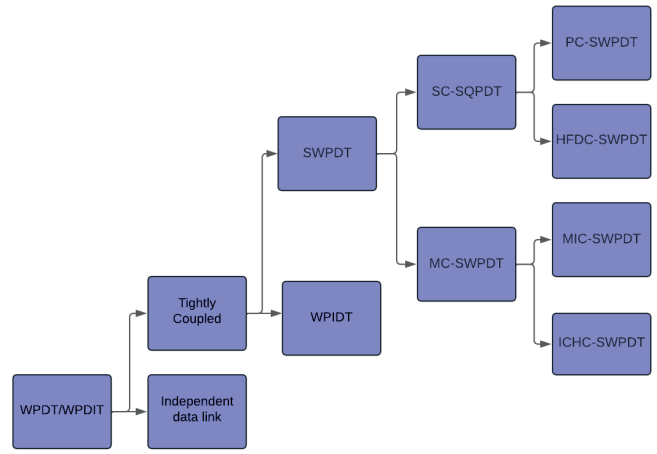 PC-SWPDT
SC-SQPDT
HFDC-SWPDT
SWPDT
MIC-SWPDT
MC-SWPDT
Tightly
Coupled
WPIDT
ICHC-SWPDT
WPDT/WPDIT
Independent
data link